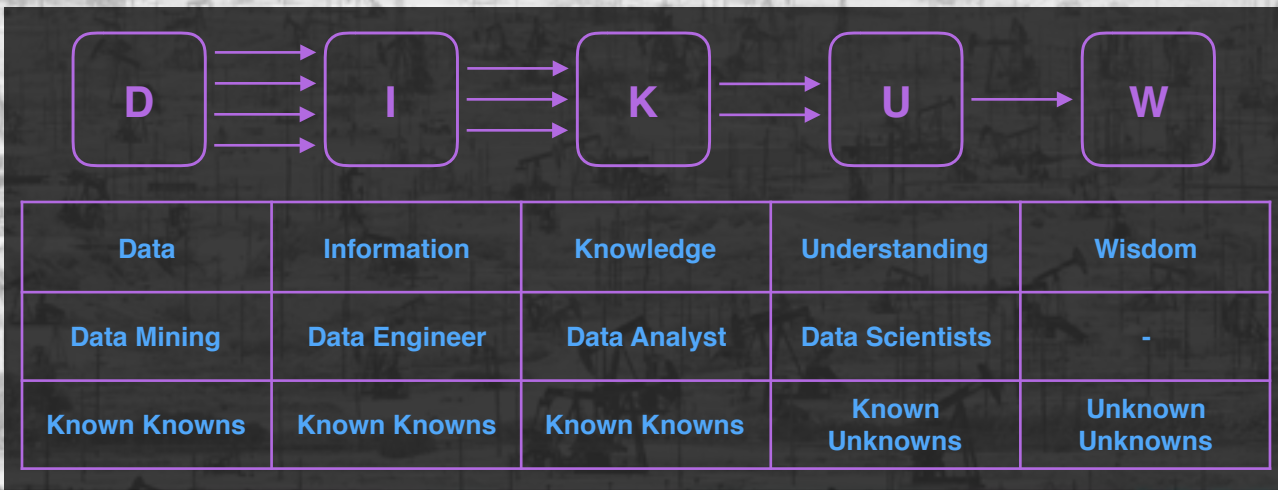 D I K U W
Data Information Knowledge Understanding Wisdom
Data Mining Data Engineer Data Analyst Data Scientists -
Known Knowns Known Knowns Known Knowns Known
Unknowns Unknown
Unknowns